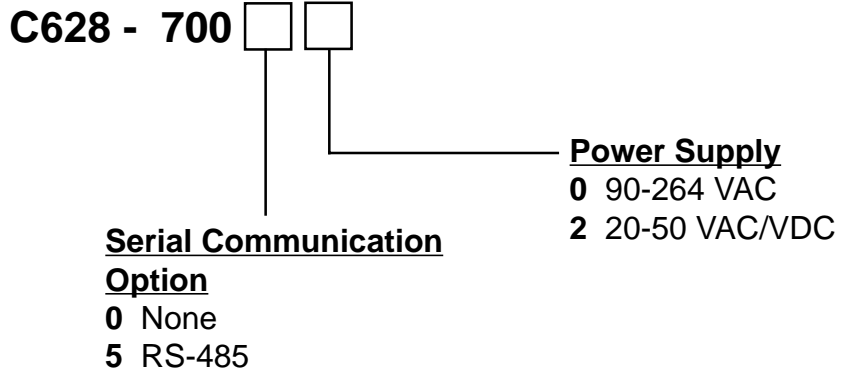 C628 - 700
Power Supply
0 90-264 VAC
2 20-50 VAC/VDC
Serial Communication
Option
0 None
5 RS-485